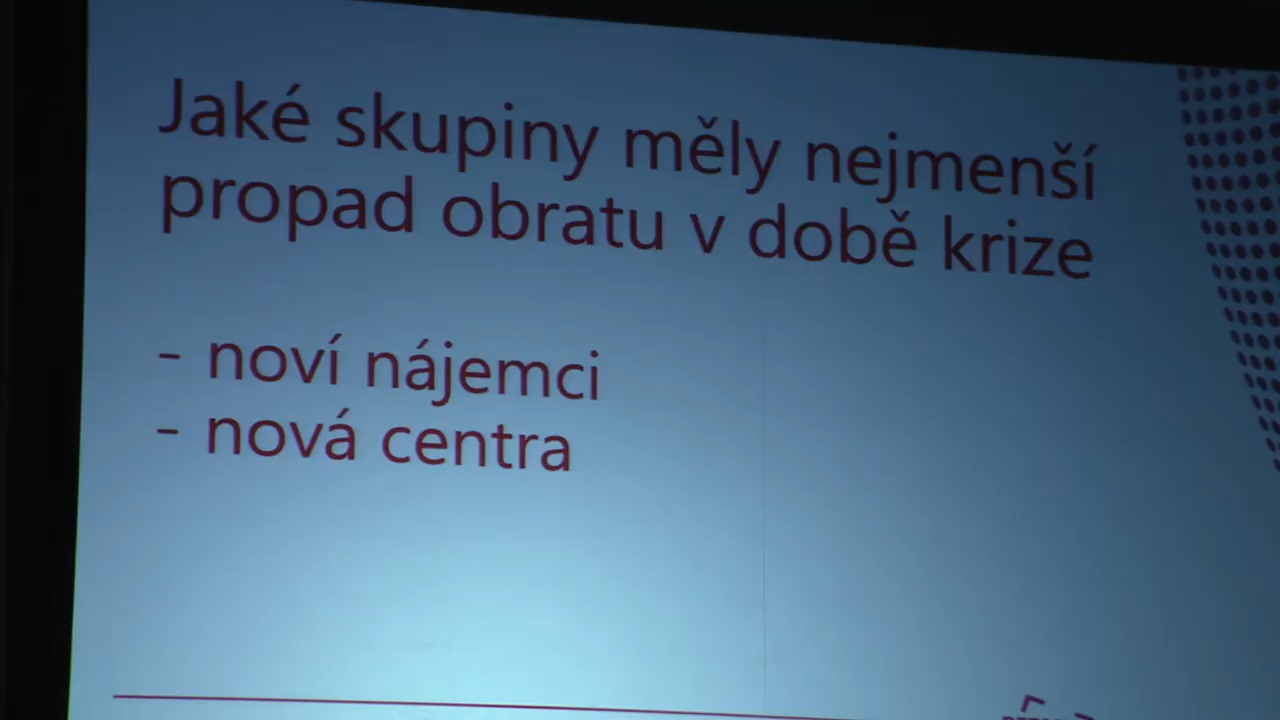 Jaké skupiny měly nejmenší
propad obratu v době krize
- noví nájemci
- nová centra